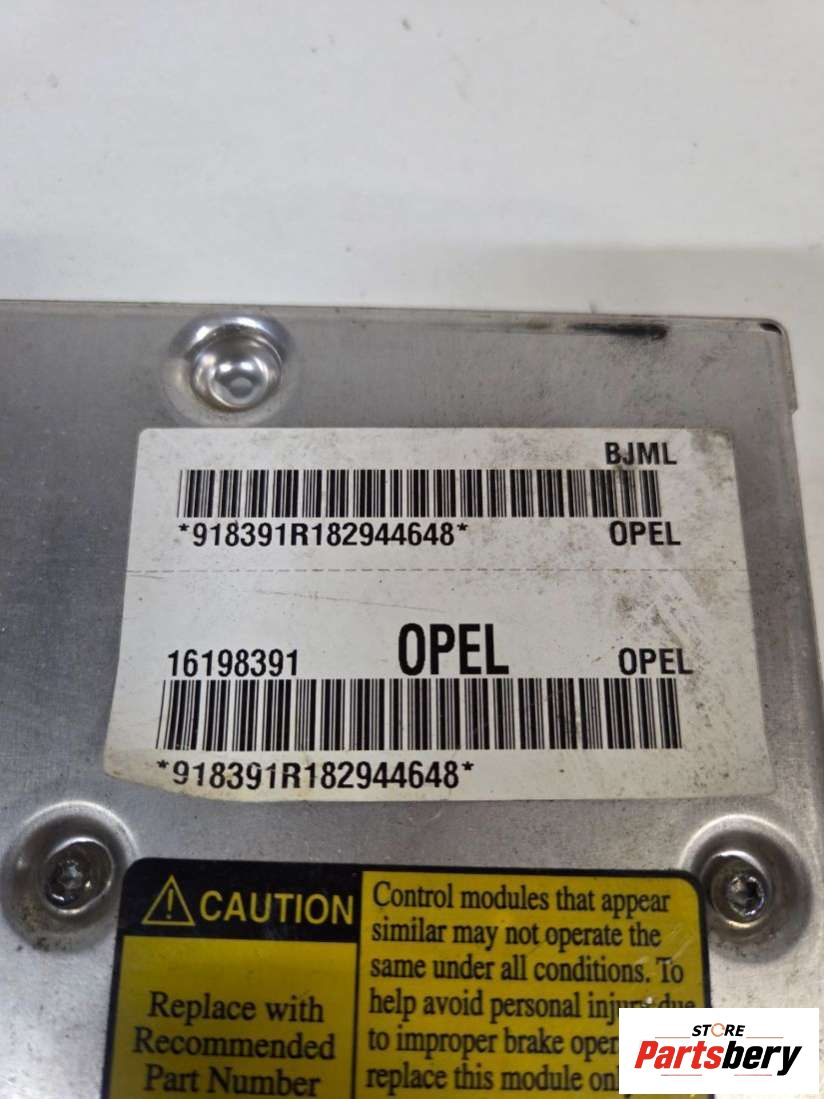 BJML
*918391R182944648* OPEL
16198391 OPEL OPEL
*918391R182944648*
CAUTION
Replace with
Recommended
Part Number
Control modules that appear
similar may not operate the
same under all conditions. To
help avoid personal injury due
to improper brake oper
replace this module onl
STORE
Partsbery